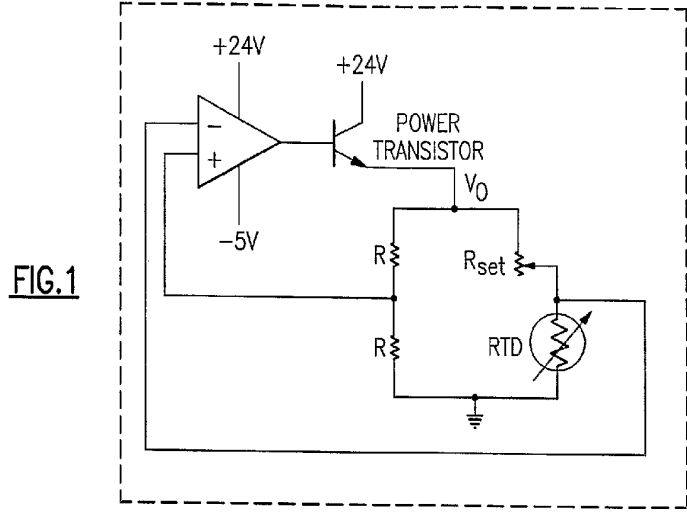 +24V
+24V
−
+
POWER
TRANSISTOR
V0
−5V
R
Rset
FIG.1
R
RTD